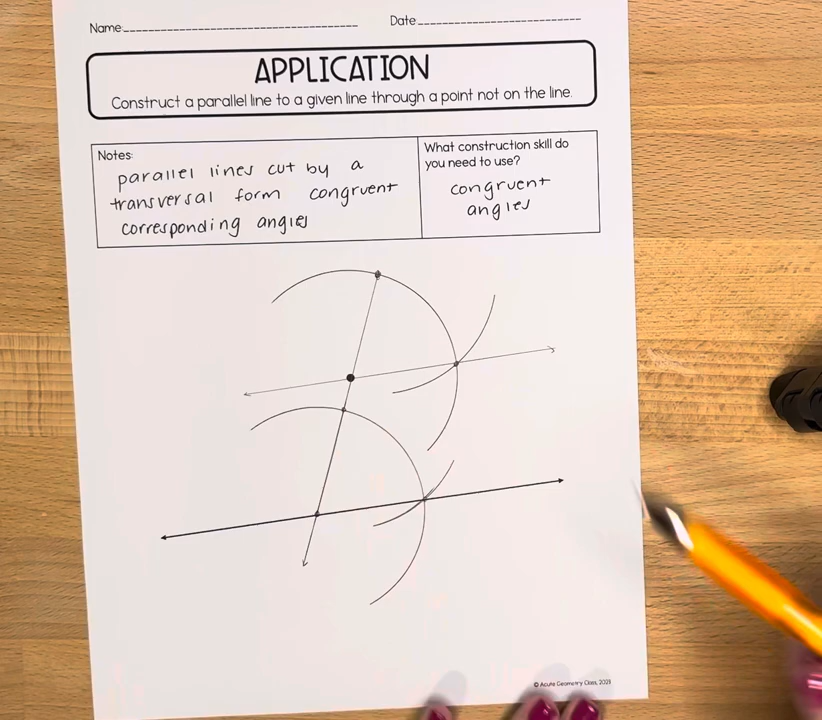 Name: Date
APPLICATION
Construct a parallel line to a given line through a point not on the line.
Notes:
parallel lines cut by a
transversal form congruent
corresponding angles
What construction skill do
you need to use?
congruent
angles
© Acute Geometry Class, 2021